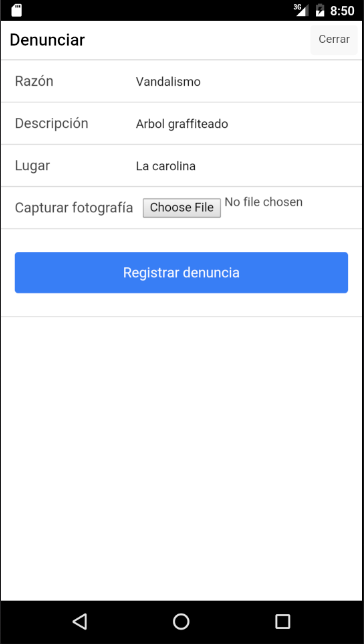 3G 8:50
Denunciar Cerrar
Razón Vandalismo
Descripción Arbol graffiteado
Lugar La carolina
Capturar fotografía Choose File No file chosen
Registrar denuncia